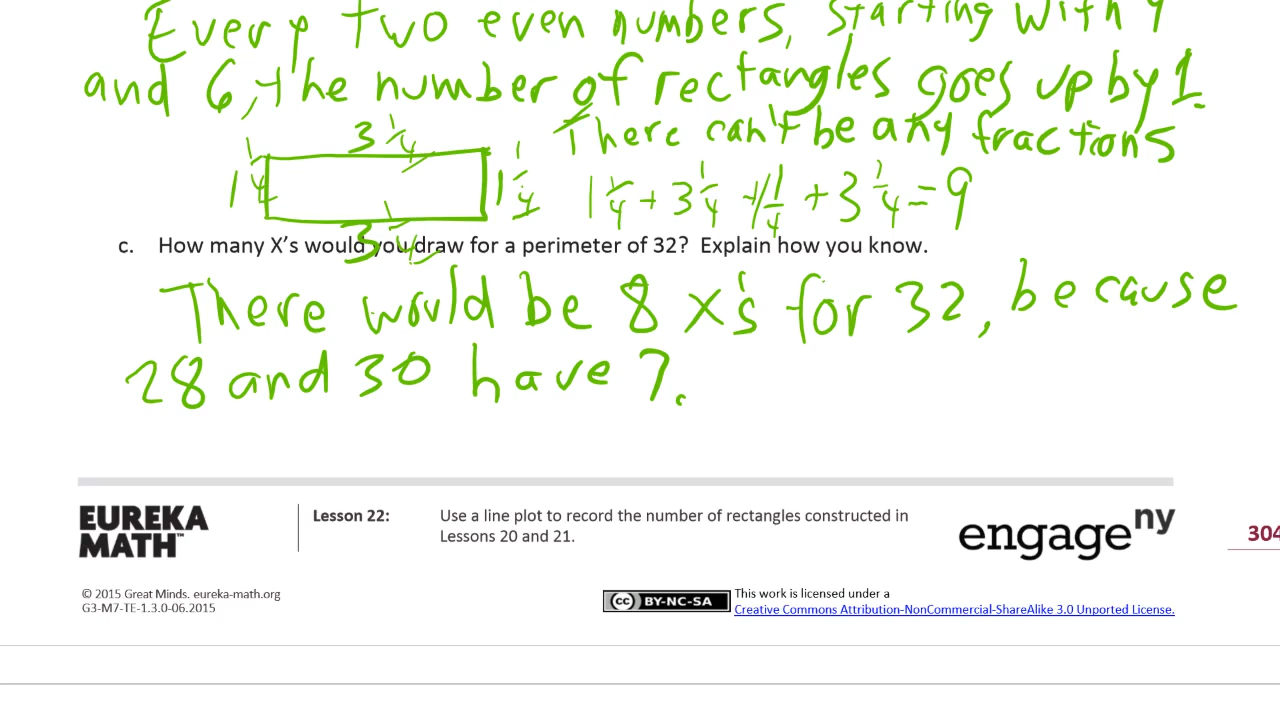 Every two even numbers, starting with 4
and 6, the number of rectangles goes up by 1.
3 1/4 There can't be any fractions
1 1/4 1 1/4 1 1/4 + 3 1/4 + 1 1/4 + 3 1/4 = 9
3 1/4
c. How many X's would you draw for a perimeter of 32? Explain how you know.
There would be 8 X's for 32, because
28 and 30 have 7.
EUREKA
MATH™
Lesson 22: Use a line plot to record the number of rectangles constructed in
Lessons 20 and 21.
engage ny
304
© 2015 Great Minds. eureka-math.org
G3-M7-TE-1.3.0-06.2015
cc BY-NC-SA
This work is licensed under a
Creative Commons Attribution-NonCommercial-ShareAlike 3.0 Unported License.